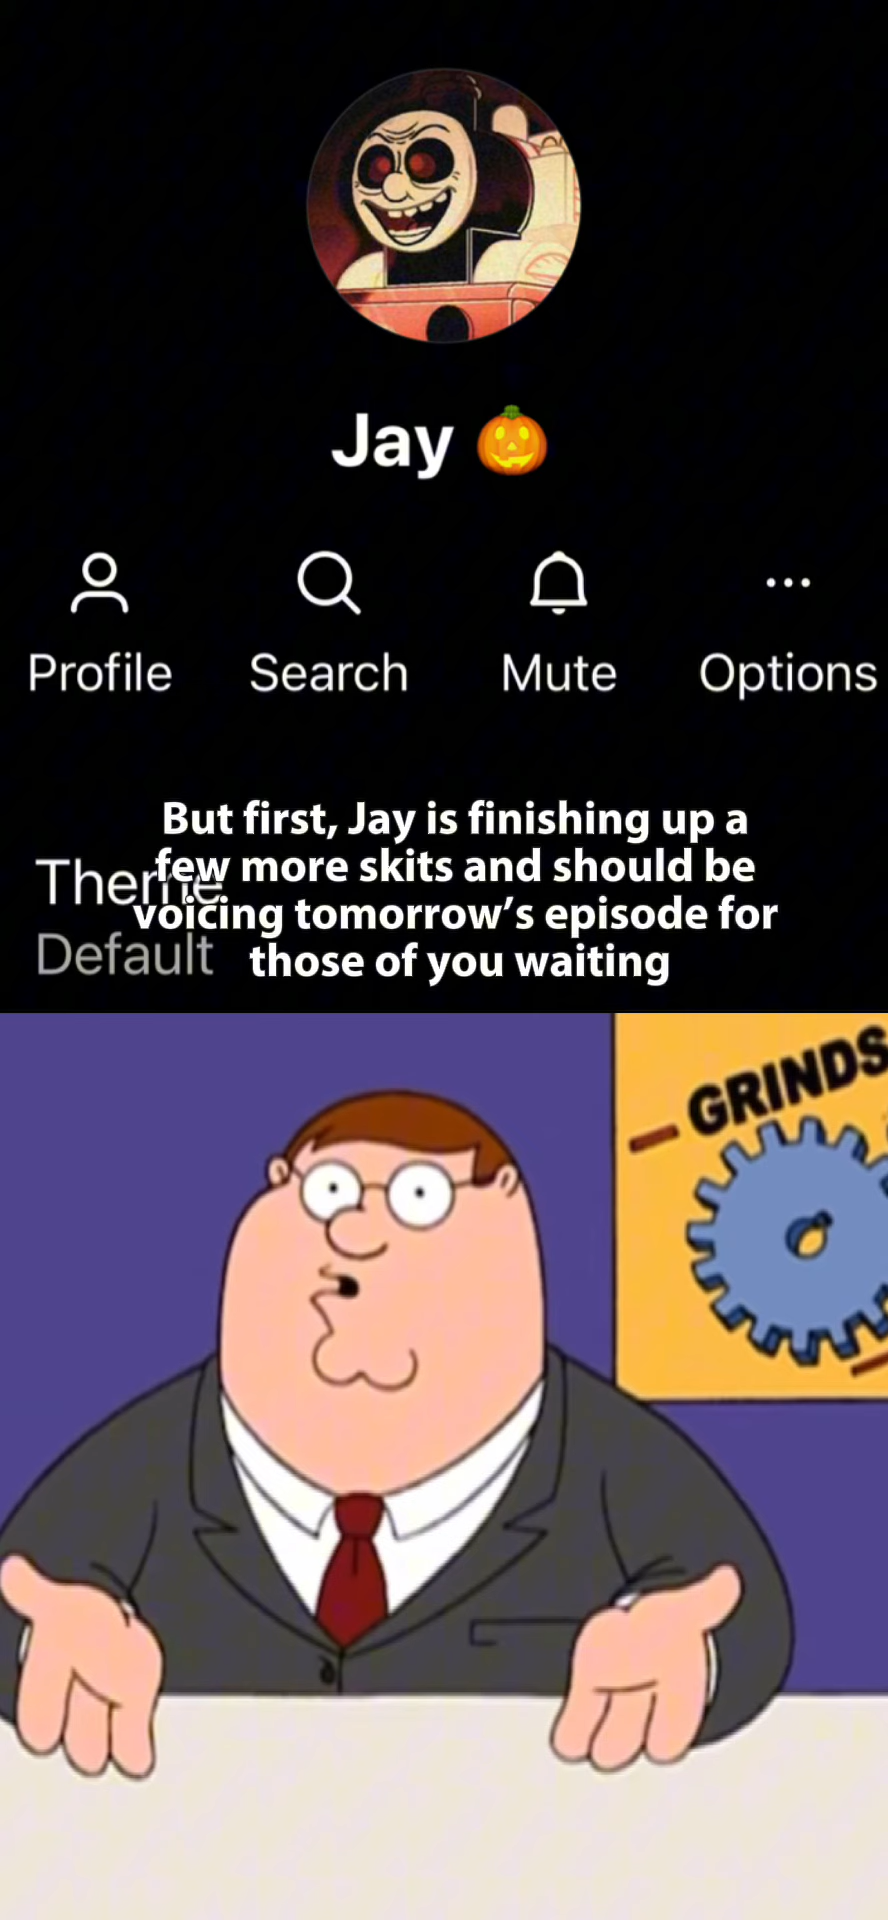 Jay 🎃
Profile Search Mute Options
But first, Jay is finishing up a
few more skits and should be
Theme
voicing tomorrow's episode for
Default
those of you waiting
GRINDS